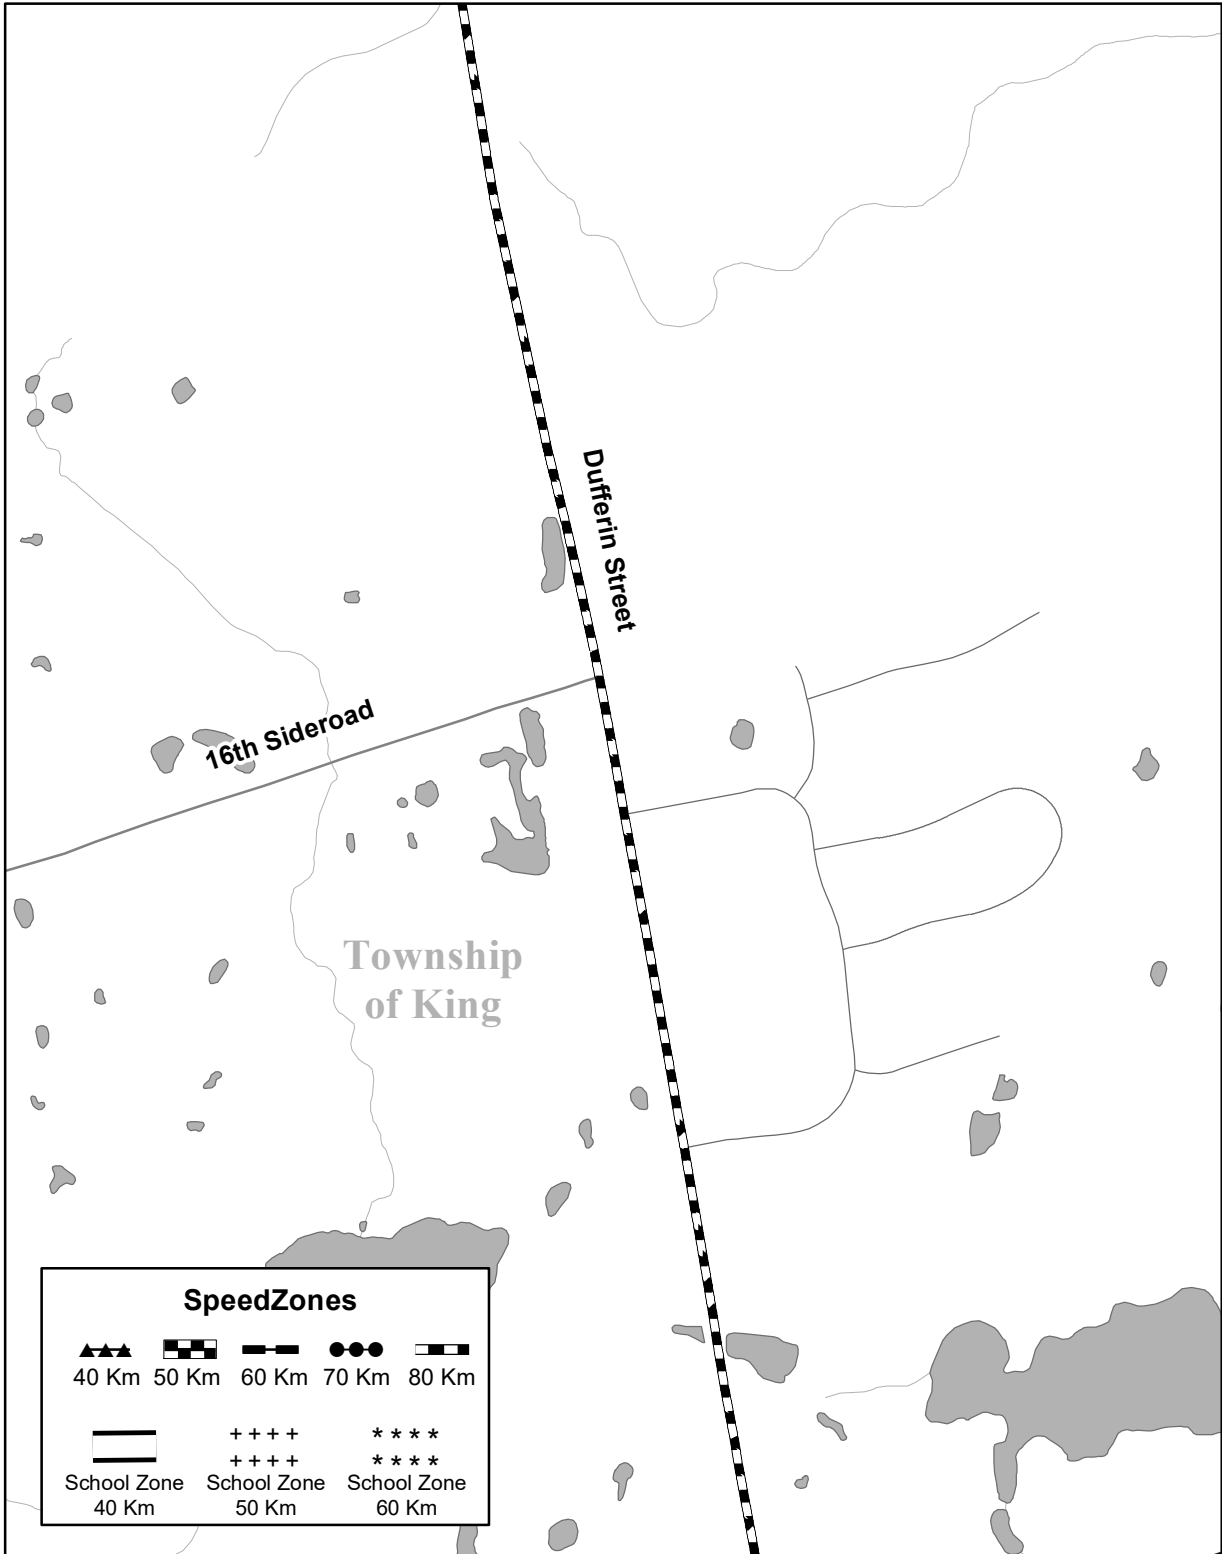 Dufferin Street
16th Sideroad
Township
of King
SpeedZones
40 Km 50 Km 60 Km 70 Km 80 Km
+ + + + * * * *
+ + + + * * * *
School Zone School Zone School Zone
40 Km 50 Km 60 Km